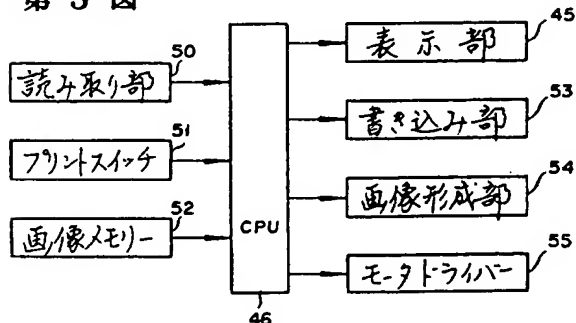 第 5 図
45
表示部
50
読み取り部
53
書き込み部
51
プリントスイッチ
54
画像形成部
52
画像メモリー
CPU
55
モータドライバー
46